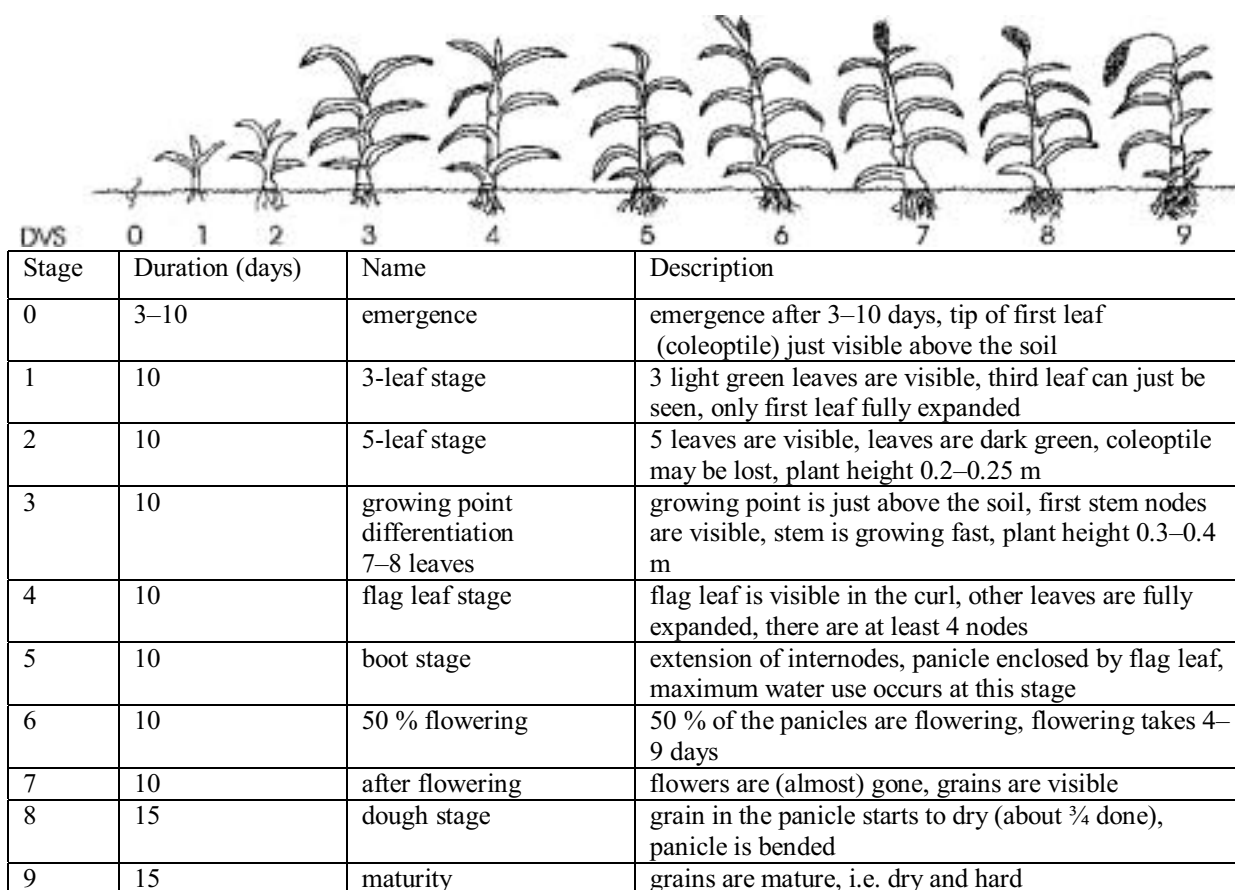 DVS 0 1 2 3 4 5 6 7 8 9
Stage Duration (days) Name Description
0 3–10 emergence emergence after 3–10 days, tip of first leaf
(coleoptile) just visible above the soil
1 10 3-leaf stage 3 light green leaves are visible, third leaf can just be
seen, only first leaf fully expanded
2 10 5-leaf stage 5 leaves are visible, leaves are dark green, coleoptile
may be lost, plant height 0.2–0.25 m
3 10 growing point growing point is just above the soil, first stem nodes
differentiation are visible, stem is growing fast, plant height 0.3–0.4
7–8 leaves m
4 10 flag leaf stage flag leaf is visible in the curl, other leaves are fully
expanded, there are at least 4 nodes
5 10 boot stage extension of internodes, panicle enclosed by flag leaf,
maximum water use occurs at this stage
6 10 50 % flowering 50 % of the panicles are flowering, flowering takes 4–
9 days
7 10 after flowering flowers are (almost) gone, grains are visible
8 15 dough stage grain in the panicle starts to dry (about ¾ done),
panicle is bended
9 15 maturity grains are mature, i.e. dry and hard